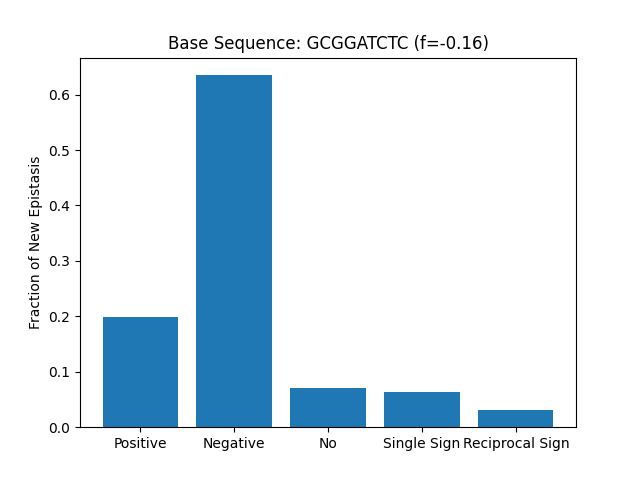 Base Sequence: GCGGATCTC (f=-0.16)
Fraction of New Epistasis
0.6
0.5
0.4
0.3
0.2
0.1
0.0
Positive Negative No Single Sign Reciprocal Sign